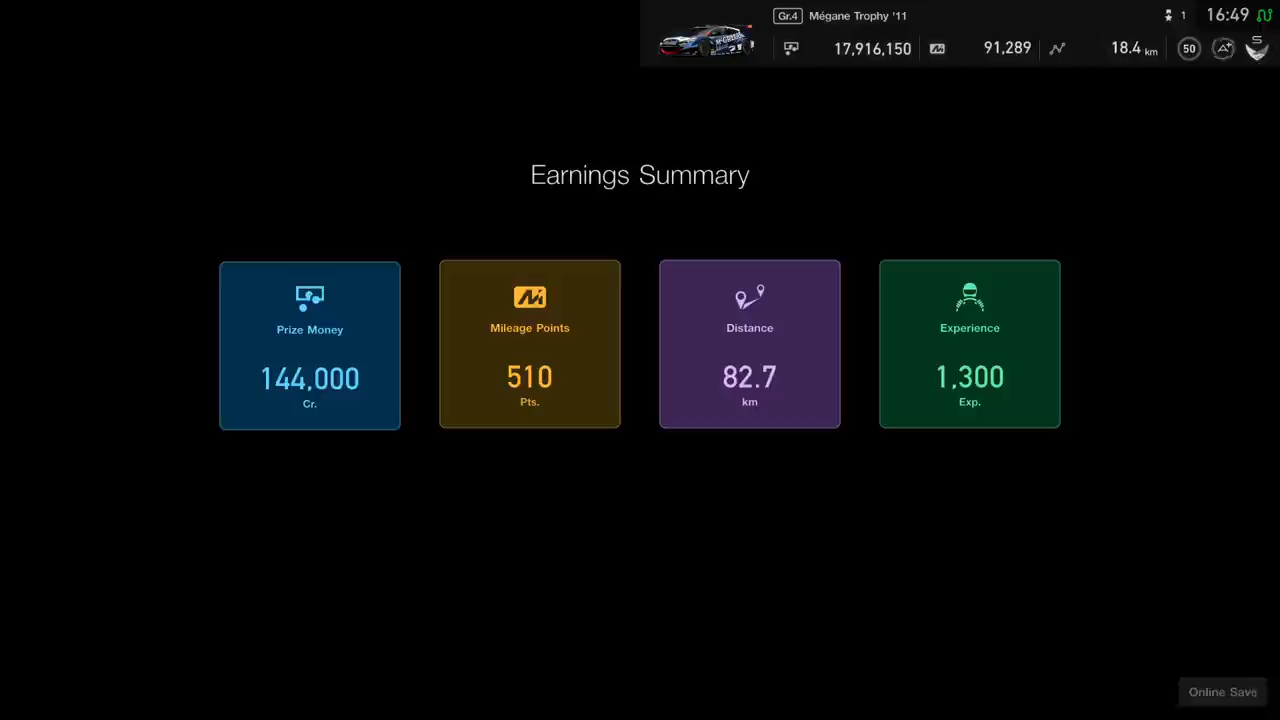 Gr.4 Mégane Trophy '11
1 16:49
17,916,150 91,289 18.4 km 50 S
Earnings Summary
Prize Money
144,000
Cr.
Mileage Points
510
Pts.
Distance
82.7
km
Experience
1,300
Exp.
Online Save